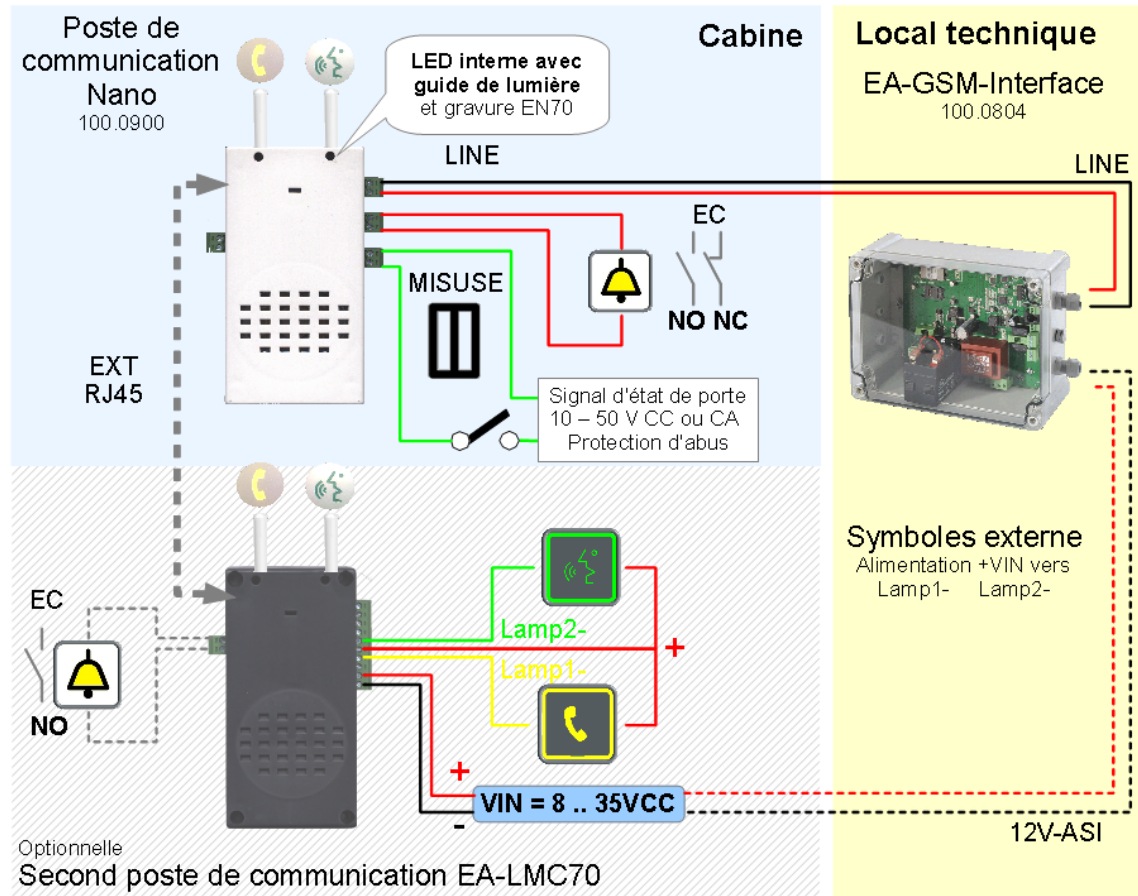 Poste de
communication
Nano
100.0900
LED interne avec
guide de lumière
et gravure EN70
Cabine
Local technique
EA-GSM-Interface
100.0804
LINE
LINE
EC
NO NC
MISUSE
EXT
RJ45
Signal d'état de porte
10 – 50 V CC ou CA
Protection d'abus
Symboles externe
Alimentation +VIN vers
Lamp1- Lamp2-
EC
NO
Lamp2-
+
Lamp1-
+
VIN = 8 .. 35VCC
-
12V-ASI
Optionnelle
Second poste de communication EA-LMC70